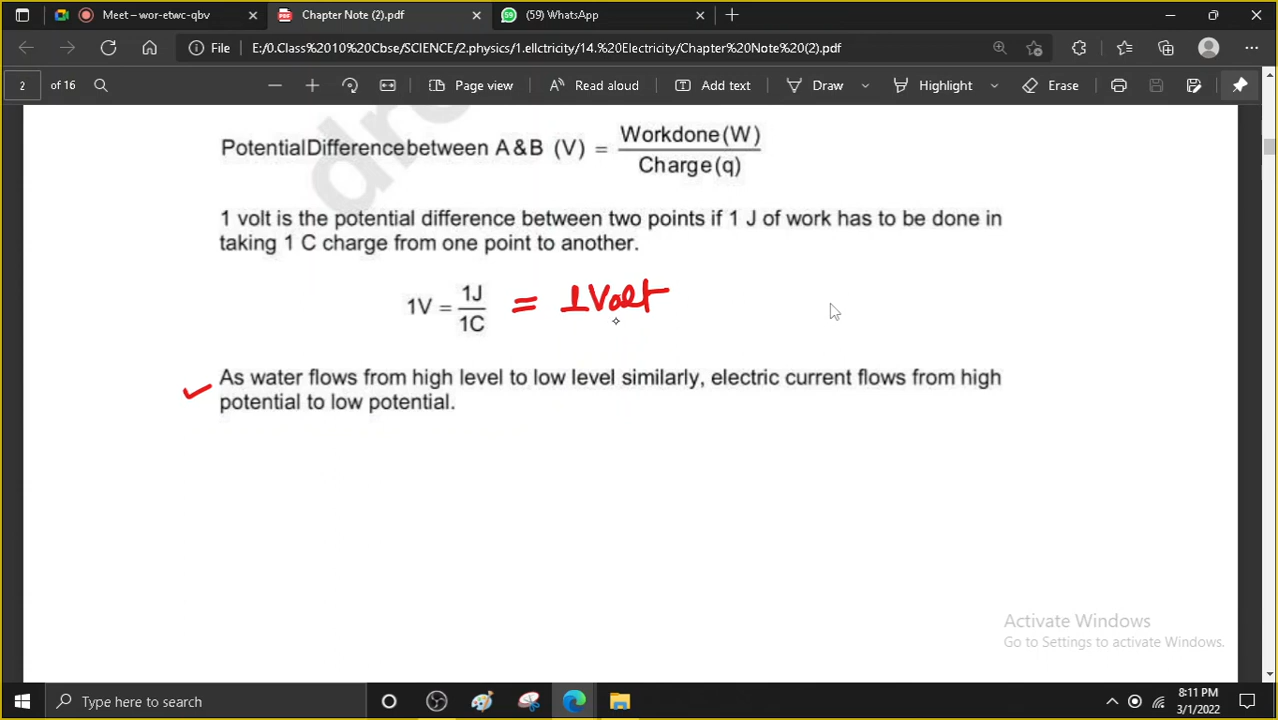 Meet – wor-etwc-qbv
Chapter Note (2).pdf
(59) WhatsApp
File
E:/0.Class%2010%20Cbse/SCIENCE/2.physics/1.ellctricity/14.%20Electricity/Chapter%20Note%20(2).pdf
2 of 16
Page view
Read aloud
Add text
Draw
Highlight
Erase
Potential Difference between A & B (V) = Workdone (W)
Charge (q)
1 volt is the potential difference between two points if 1 J of work has to be done in
taking 1 C charge from one point to another.
1V = 1J = 1 Volt
1C
As water flows from high level to low level similarly, electric current flows from high
potential to low potential.
Activate Windows
Go to Settings to activate Windows.
Type here to search
8:11 PM
3/1/2022